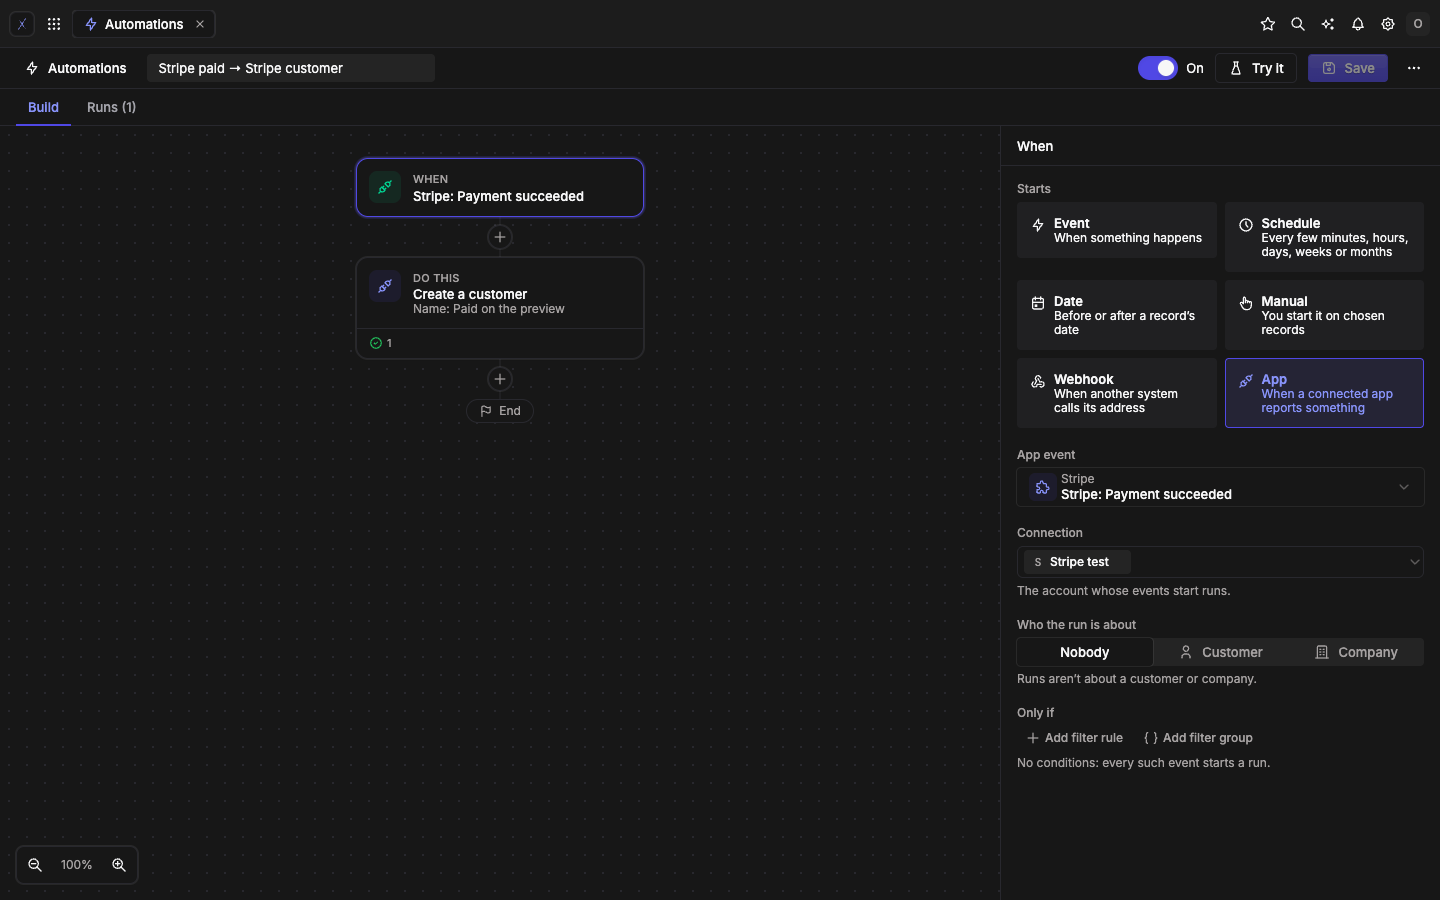 Automations
O
Automations
Stripe paid → Stripe customer
On
Try it
Save
Build
Runs (1)
WHEN
Stripe: Payment succeeded
DO THIS
Create a customer
Name: Paid on the preview
1
End
100%
When
Starts
Event
When something happens
Schedule
Every few minutes, hours,
days, weeks or months
Date
Before or after a record's
date
Manual
You start it on chosen
records
Webhook
When another system
calls its address
App
When a connected app
reports something
App event
Stripe
Stripe: Payment succeeded
Connection
S Stripe test
The account whose events start runs.
Who the run is about
Nobody
Customer
Company
Runs aren't about a customer or company.
Only if
Add filter rule
{ } Add filter group
No conditions: every such event starts a run.